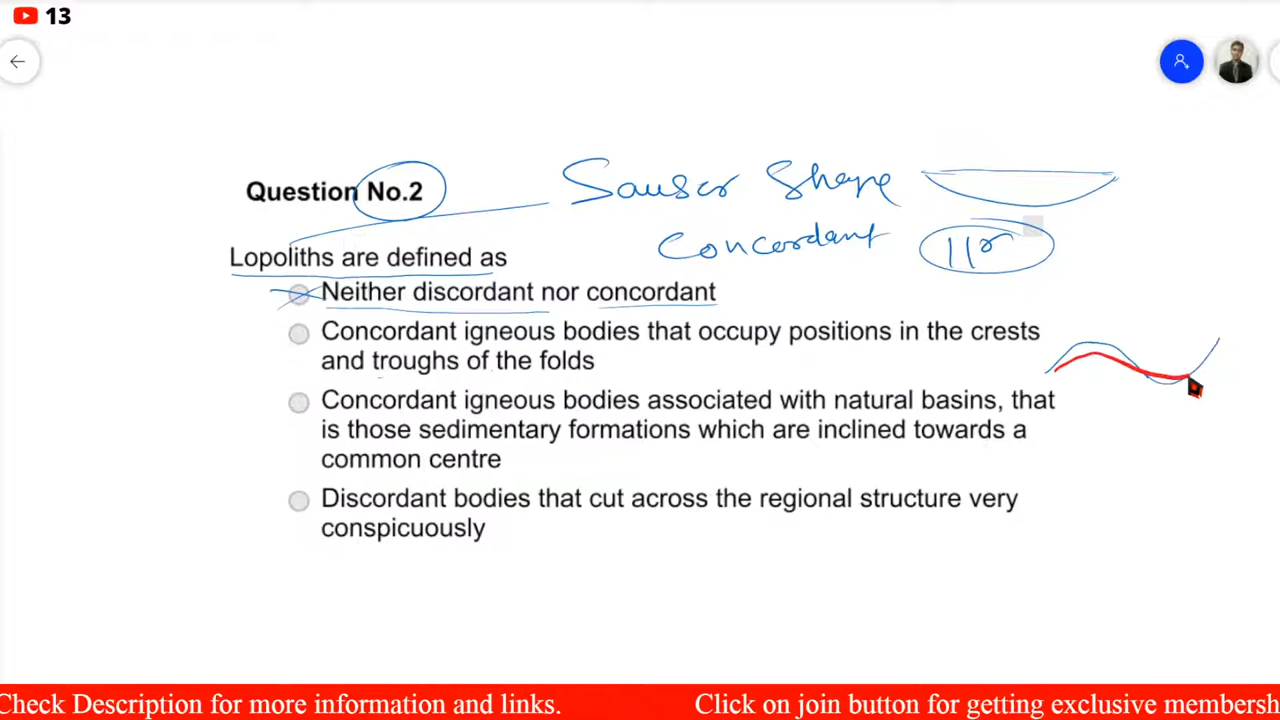 13
Question No.2
Sauser Shape
Concordant 11r
Lopoliths are defined as
Neither discordant nor concordant
Concordant igneous bodies that occupy positions in the crests
and troughs of the folds
Concordant igneous bodies associated with natural basins, that
is those sedimentary formations which are inclined towards a
common centre
Discordant bodies that cut across the regional structure very
conspicuously
Check Description for more information and links. Click on join button for getting exclusive membersh